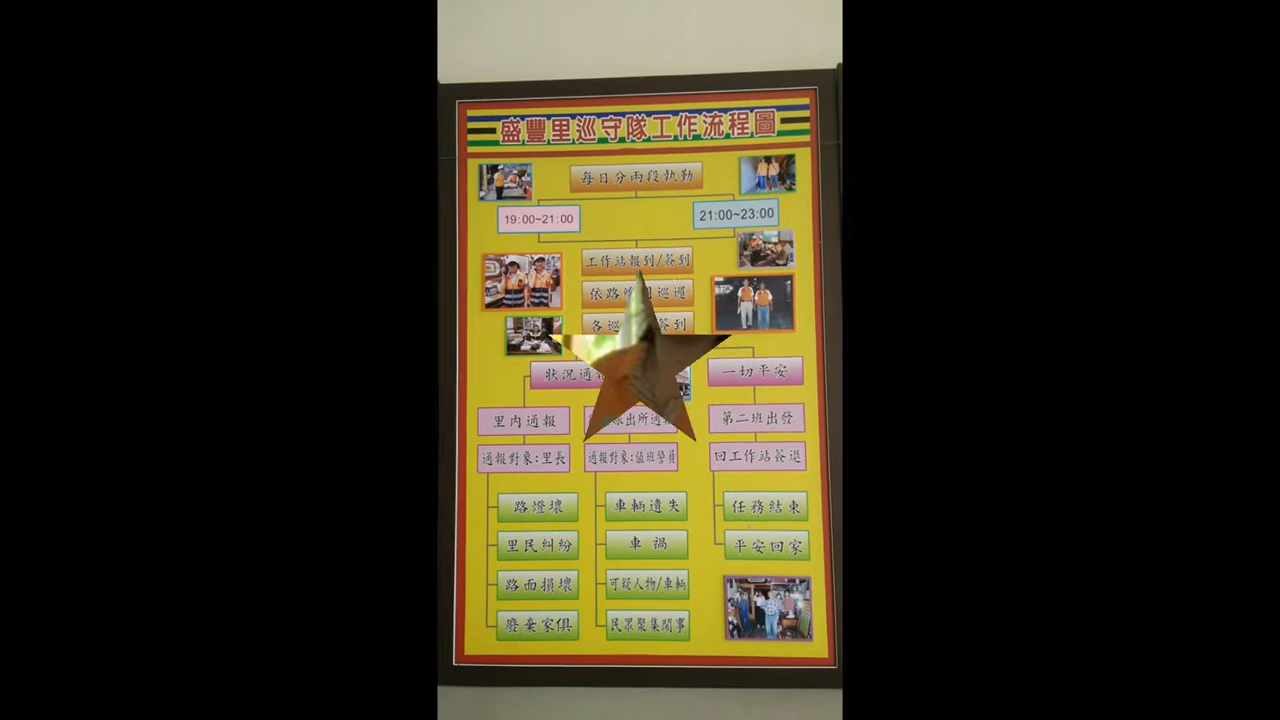 盛豐里巡守隊工作流程圖
每日分兩段執勤
19:00~21:00
21:00~23:00
工作站報到/簽到
依路 巡邏
各巡 簽到
狀況通
一切平安
里內通報
出所通
第二班出發
通報對象:里長
通報對象:值班警員
回工作站簽退
路燈壞
車輛遺失
任務結束
里民糾紛
車禍
平安回家
路面損壞
可疑人物/車輛
廢棄家俱
民眾聚集鬧事